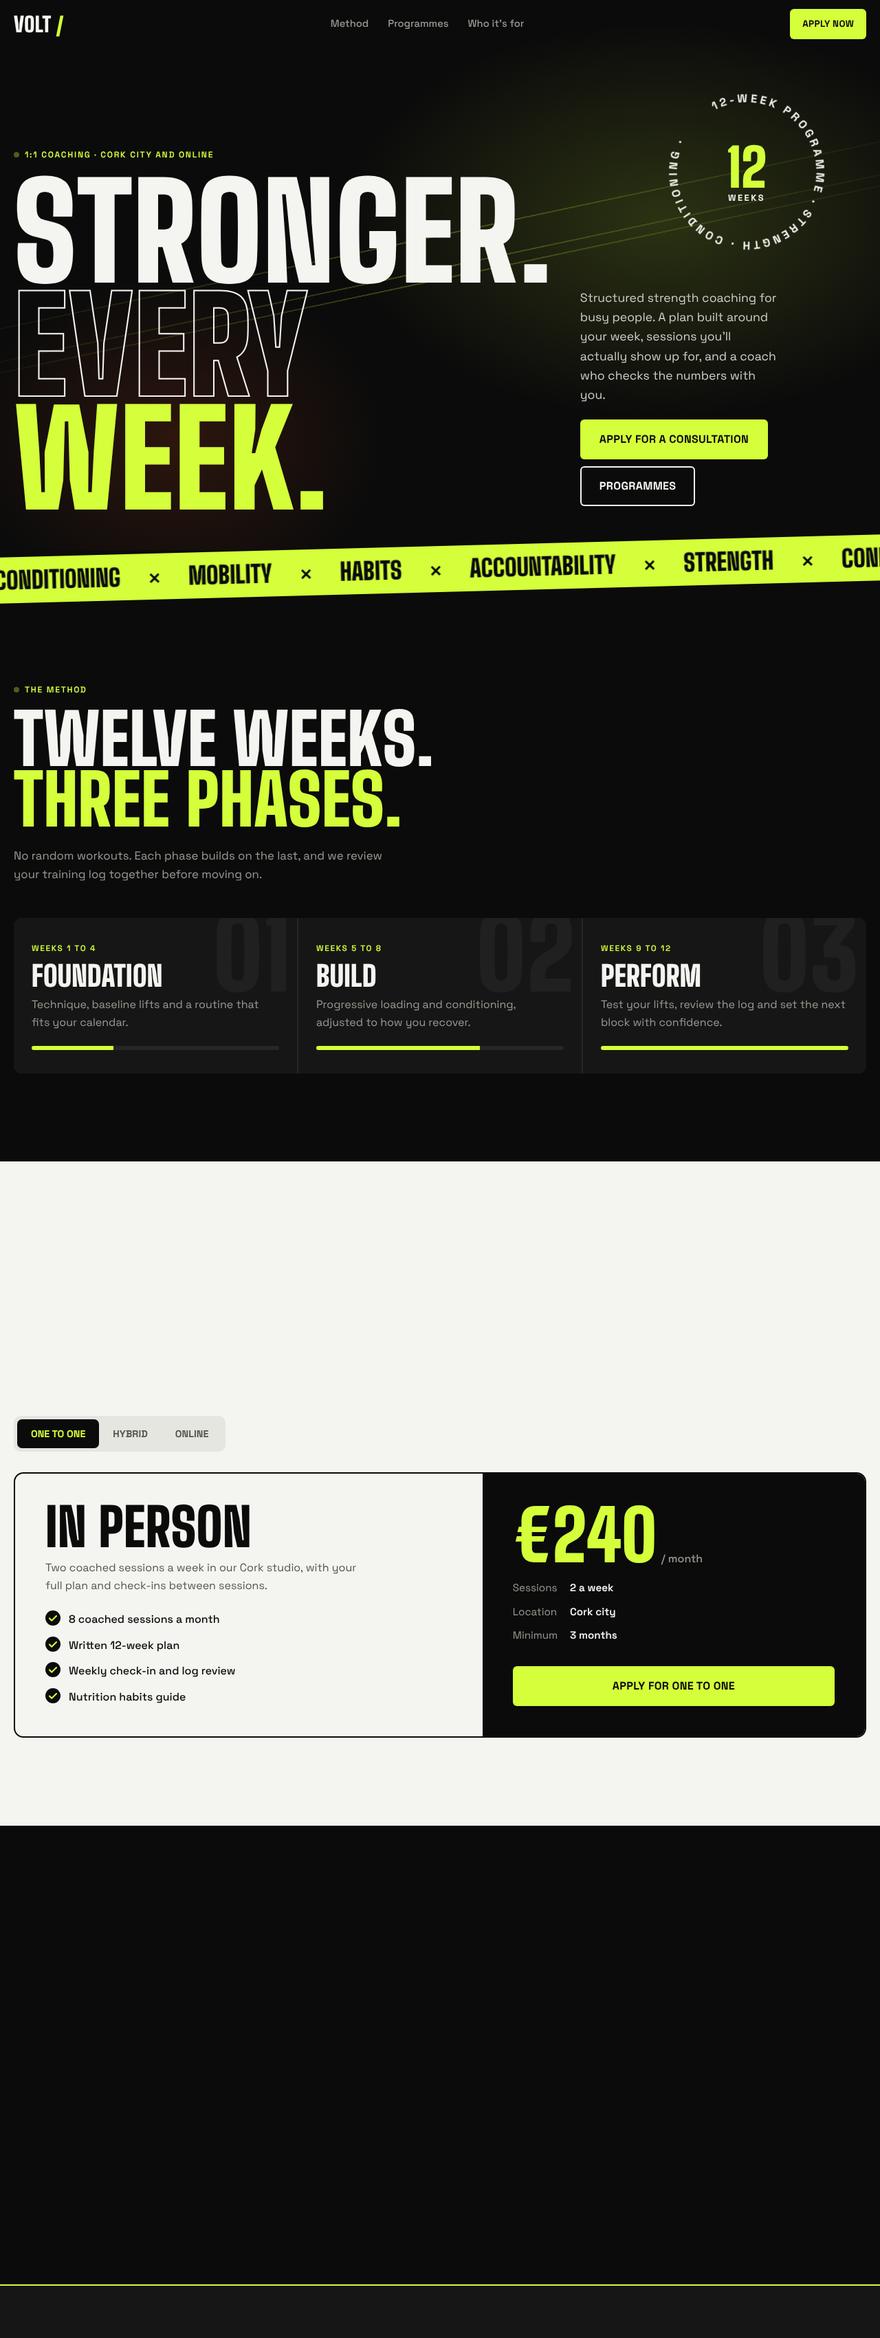 VOLT /
Method
Programmes
Who it's for
APPLY NOW
1:1 COACHING · CORK CITY AND ONLINE
STRONGER.
EVERY
WEEK.
12-WEEK PROGRAMME · STRENGTH · CONDITIONING ·
12
WEEKS
Structured strength coaching for
busy people. A plan built around
your week, sessions you'll
actually show up for, and a coach
who checks the numbers with
you.
APPLY FOR A CONSULTATION
PROGRAMMES
CONDITIONING × MOBILITY × HABITS × ACCOUNTABILITY × STRENGTH × CON
THE METHOD
TWELVE WEEKS.
THREE PHASES.
No random workouts. Each phase builds on the last, and we review
your training log together before moving on.
01
WEEKS 1 TO 4
FOUNDATION
Technique, baseline lifts and a routine that
fits your calendar.
02
WEEKS 5 TO 8
BUILD
Progressive loading and conditioning,
adjusted to how you recover.
03
WEEKS 9 TO 12
PERFORM
Test your lifts, review the log and set the next
block with confidence.
ONE TO ONE
HYBRID
ONLINE
IN PERSON
Two coached sessions a week in our Cork studio, with your
full plan and check-ins between sessions.
8 coached sessions a month
Written 12-week plan
Weekly check-in and log review
Nutrition habits guide
€240 / month
Sessions 2 a week
Location Cork city
Minimum 3 months
APPLY FOR ONE TO ONE